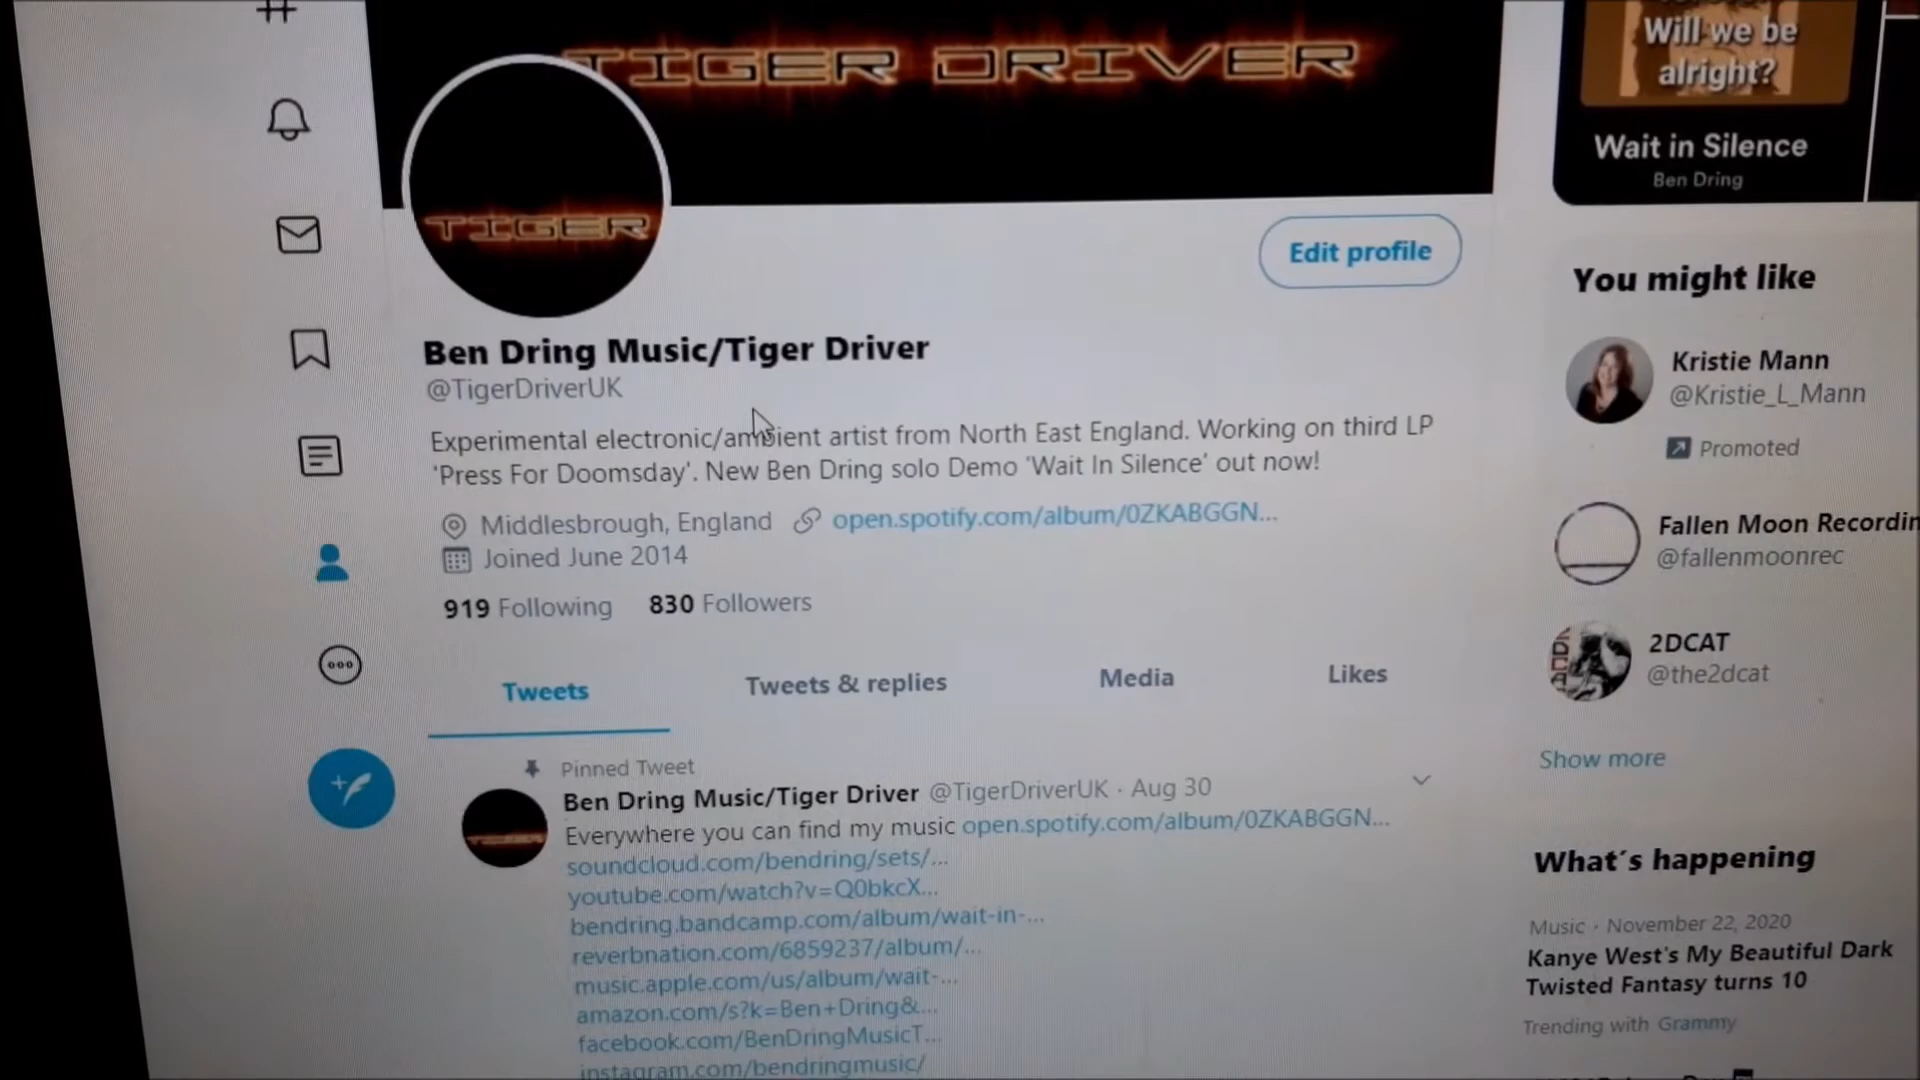 TIGER DRIVER
TIGER
Edit profile
Ben Dring Music/Tiger Driver
@TigerDriverUK
Experimental electronic/ambient artist from North East England. Working on third LP
'Press For Doomsday'. New Ben Dring solo Demo 'Wait In Silence' out now!
Middlesbrough, England open.spotify.com/album/0ZKABGGN...
Joined June 2014
919 Following 830 Followers
Tweets Tweets & replies Media Likes
Pinned Tweet
Ben Dring Music/Tiger Driver @TigerDriverUK · Aug 30
Everywhere you can find my music open.spotify.com/album/0ZKABGGN...
soundcloud.com/bendring/sets/...
youtube.com/watch?v=Q0bkcX...
bendring.bandcamp.com/album/wait-in-...
reverbnation.com/6859237/album/...
music.apple.com/us/album/wait-...
amazon.com/s?k=Ben+Dring&...
facebook.com/BenDringMusicT...
instagram.com/bendringmusic/
Will we be
alright?
Wait in Silence
Ben Dring
You might like
Kristie Mann
@Kristie_L_Mann
Promoted
Fallen Moon Recordin
@fallenmoonrec
2DCAT
@the2dcat
Show more
What's happening
Music · November 22, 2020
Kanye West's My Beautiful Dark
Twisted Fantasy turns 10
Trending with Grammy